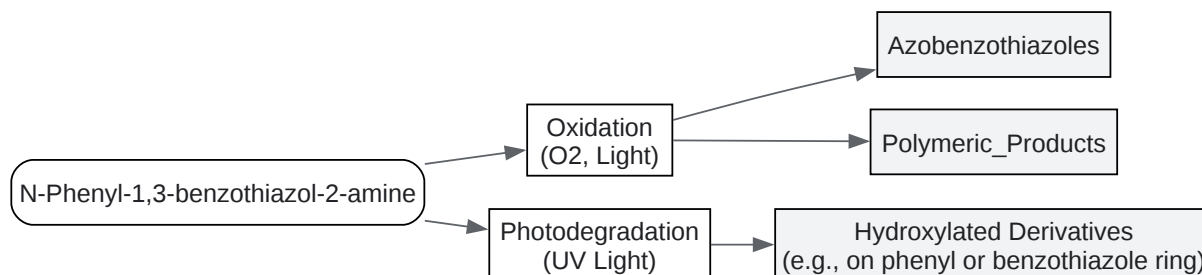 N-Phenyl-1,3-benzothiazol-2-amine
Oxidation
(O2, Light)
Azobenzothiazoles
Polymeric_Products
Photodegradation
(UV Light)
Hydroxylated Derivatives
(e.g., on phenyl or benzothiazole ring)